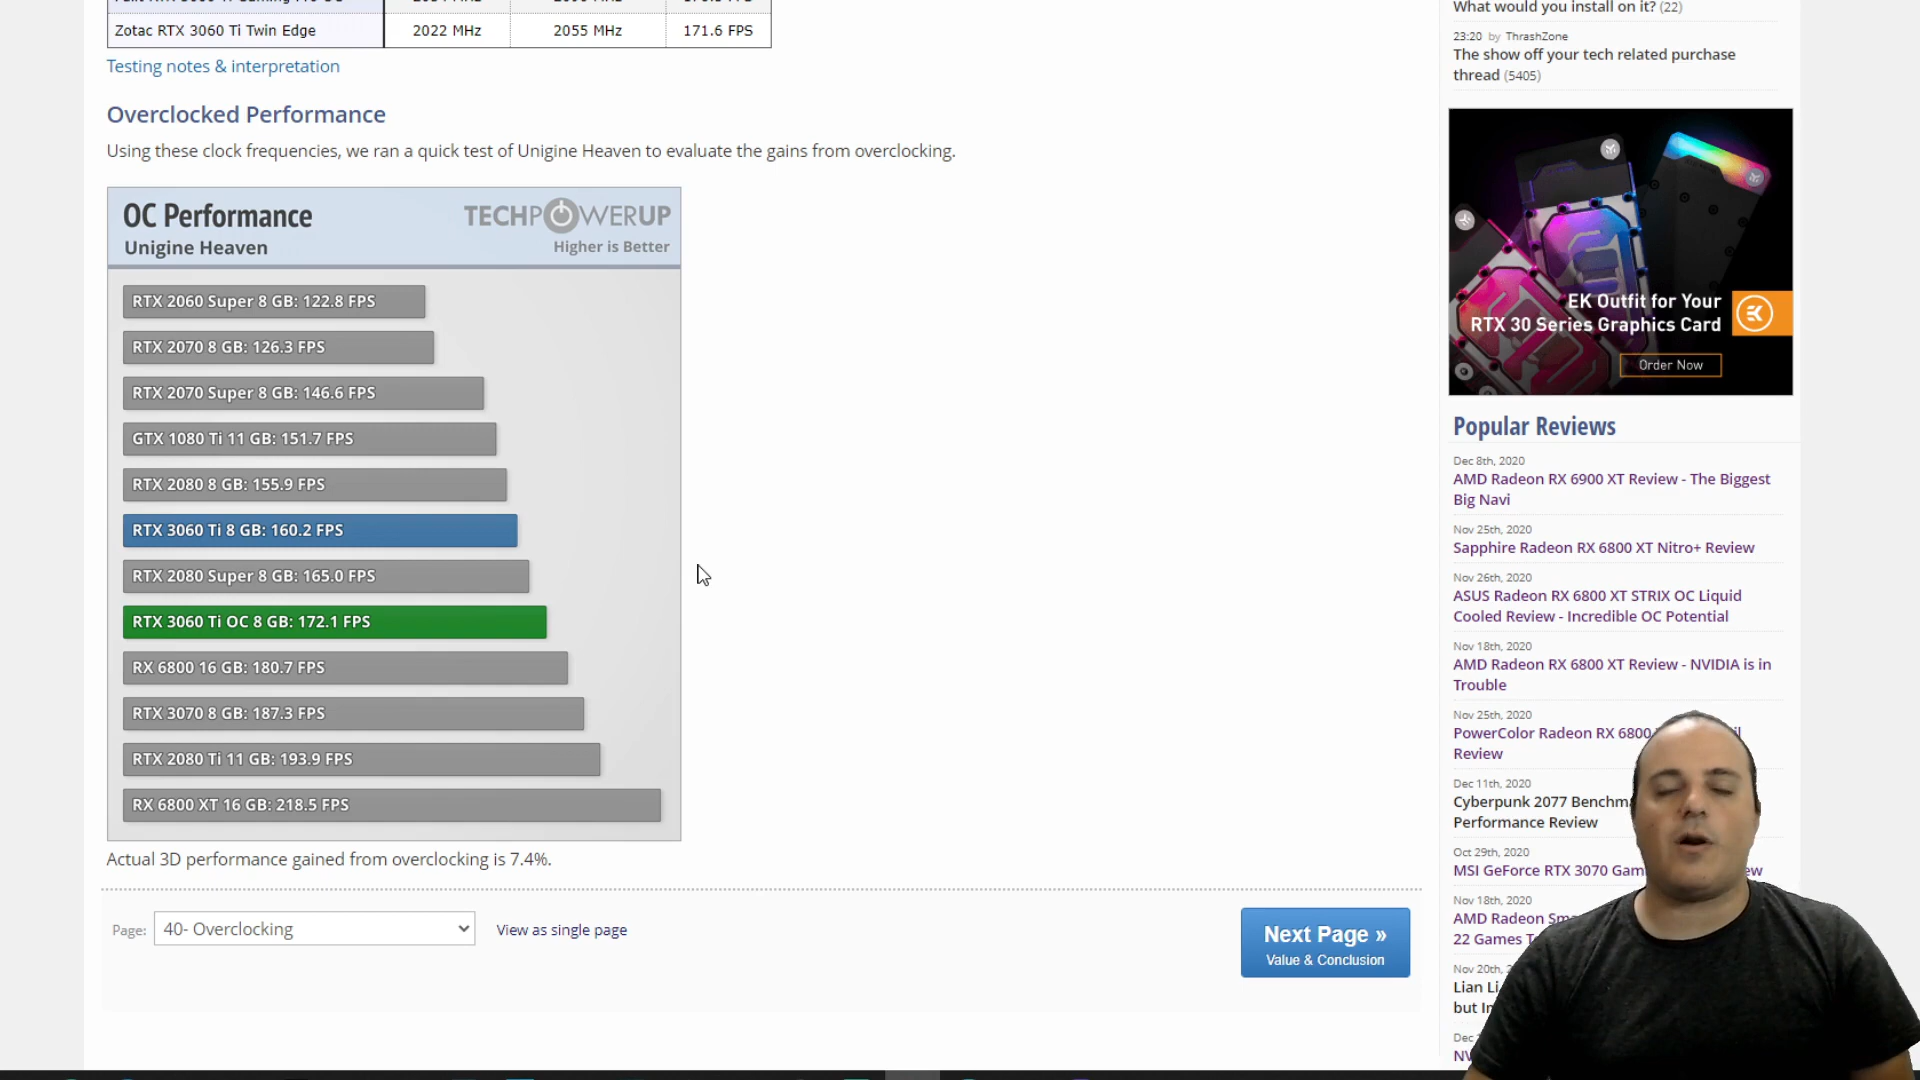 What would you install on it? (22)
Zotac RTX 3060 Ti Twin Edge 2022 MHz 2055 MHz 171.6 FPS
Testing notes & interpretation
23:20 by ThrashZone
The show off your tech related purchase
thread (5405)
Overclocked Performance
Using these clock frequencies, we ran a quick test of Unigine Heaven to evaluate the gains from overclocking.
OC Performance
TECHPOWERUP
Unigine Heaven
Higher is Better
RTX 2060 Super 8 GB: 122.8 FPS
RTX 2070 8 GB: 126.3 FPS
RTX 2070 Super 8 GB: 146.6 FPS
GTX 1080 Ti 11 GB: 151.7 FPS
RTX 2080 8 GB: 155.9 FPS
RTX 3060 Ti 8 GB: 160.2 FPS
RTX 2080 Super 8 GB: 165.0 FPS
RTX 3060 Ti OC 8 GB: 172.1 FPS
RX 6800 16 GB: 180.7 FPS
RTX 3070 8 GB: 187.3 FPS
RTX 2080 Ti 11 GB: 193.9 FPS
RX 6800 XT 16 GB: 218.5 FPS
Actual 3D performance gained from overclocking is 7.4%.
Page: 40- Overclocking View as single page
Next Page »
Value & Conclusion
EK Outfit for Your
RTX 30 Series Graphics Card
Order Now
Popular Reviews
Dec 8th, 2020
AMD Radeon RX 6900 XT Review - The Biggest
Big Navi
Nov 25th, 2020
Sapphire Radeon RX 6800 XT Nitro+ Review
Nov 26th, 2020
ASUS Radeon RX 6800 XT STRIX OC Liquid
Cooled Review - Incredible OC Potential
Nov 18th, 2020
AMD Radeon RX 6800 XT Review - NVIDIA is in
Trouble
Nov 25th, 2020
PowerColor Radeon RX 6800
Review
Dec 11th, 2020
Cyberpunk 2077
Performance Review
Oct 29th, 2020
MSI GeForce RTX 3070
Nov 18th, 2020
AMD Radeon
22 Games
Nov 20th,
Lian Li
but
Dec